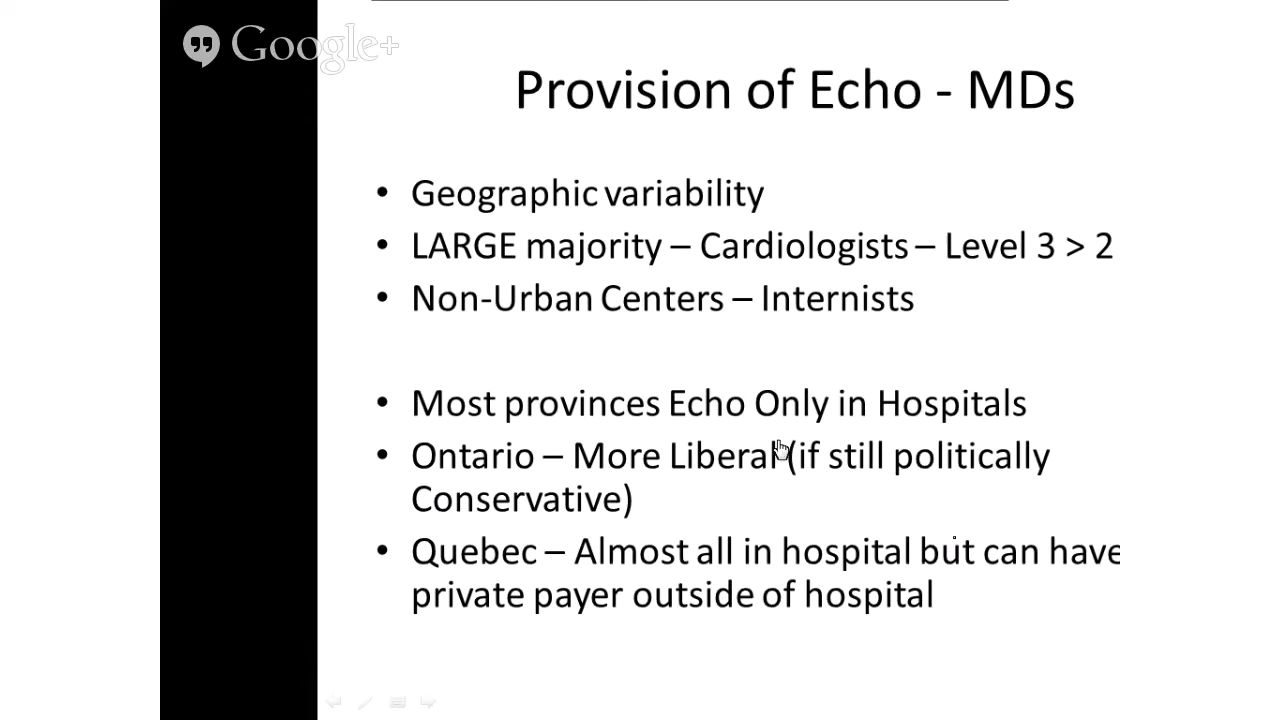 Google+
Provision of Echo - MDs
• Geographic variability
• LARGE majority – Cardiologists – Level 3 > 2
• Non-Urban Centers – Internists
• Most provinces Echo Only in Hospitals
• Ontario – More Liberal (if still politically
Conservative)
• Quebec – Almost all in hospital but can have
private payer outside of hospital